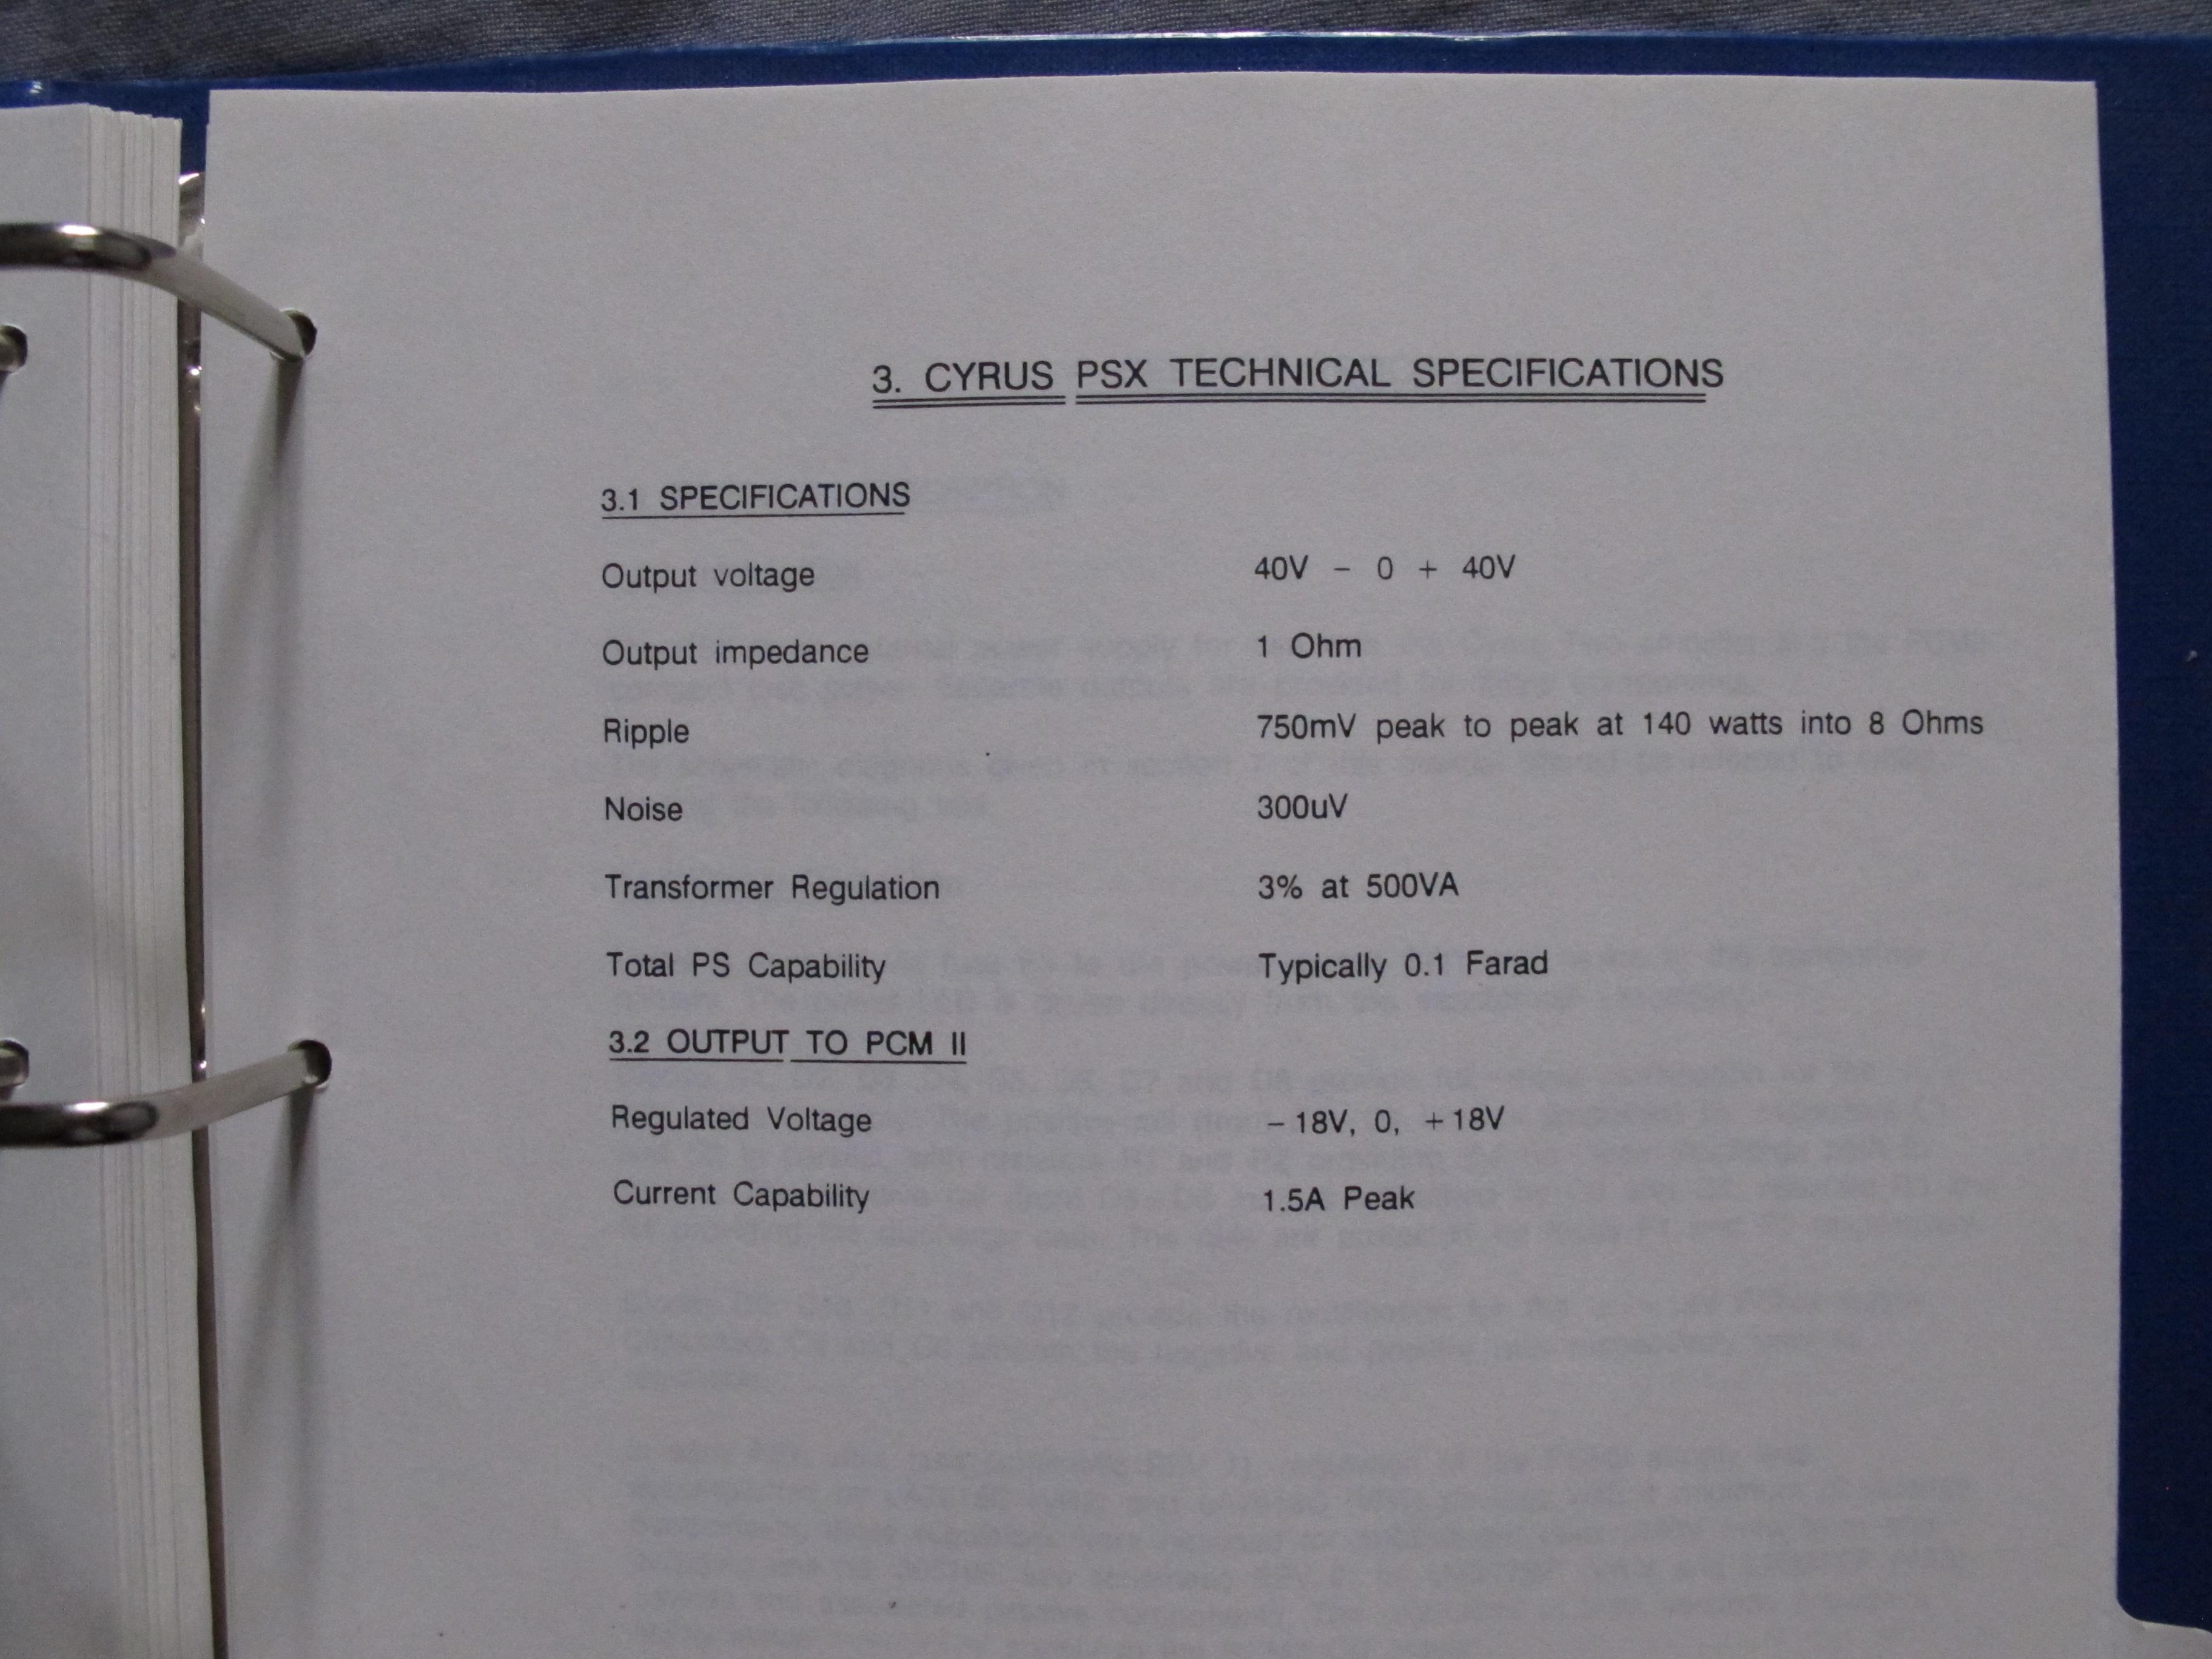 3. CYRUS PSX TECHNICAL SPECIFICATIONS
3.1 SPECIFICATIONS
Output voltage 40V - 0 + 40V
Output impedance 1 Ohm
Ripple 750mV peak to peak at 140 watts into 8 Ohms
Noise 300uV
Transformer Regulation 3% at 500VA
Total PS Capability Typically 0.1 Farad
3.2 OUTPUT TO PCM II
Regulated Voltage - 18V, 0, +18V
Current Capability 1.5A Peak